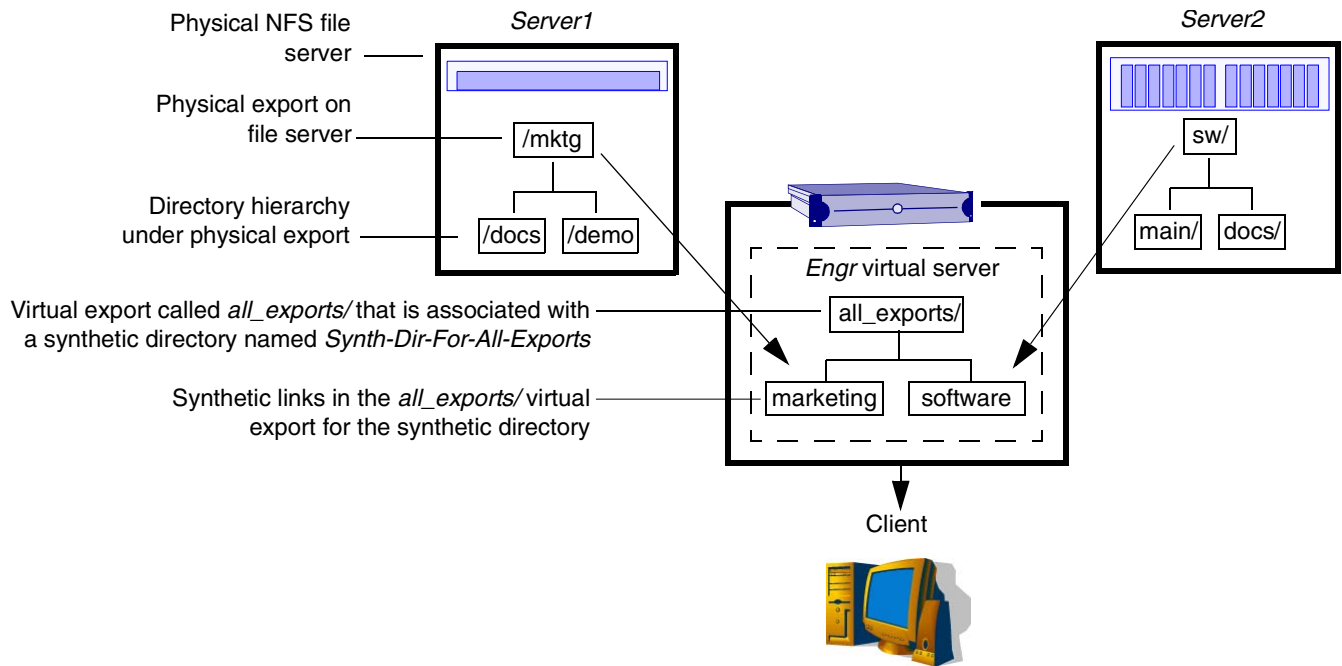 Physical NFS file
server
Server1
Server2
Physical export on
file server
/mktg
sw/
Directory hierarchy
under physical export
/docs
/demo
main/
docs/
Engr virtual server
Virtual export called all_exports/ that is associated with
a synthetic directory named Synth-Dir-For-All-Exports
all_exports/
Synthetic links in the all_exports/ virtual
export for the synthetic directory
marketing
software
Client